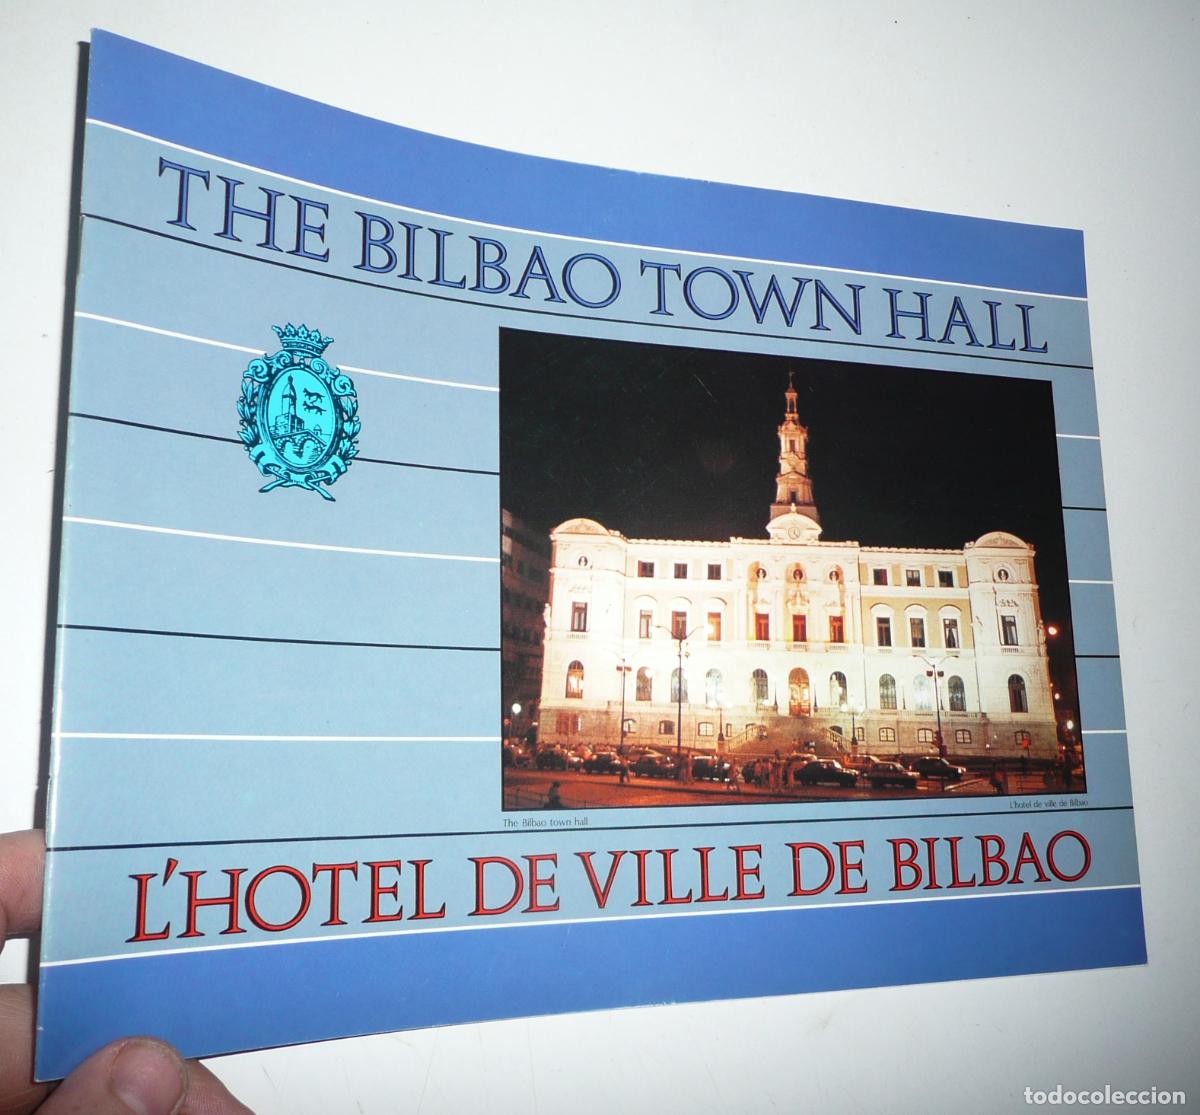 THE BILBAO TOWN HALL
The Bilbao town hall
L'hotel de ville de Bilbao
L'HOTEL DE VILLE DE BILBAO
todocoleccion